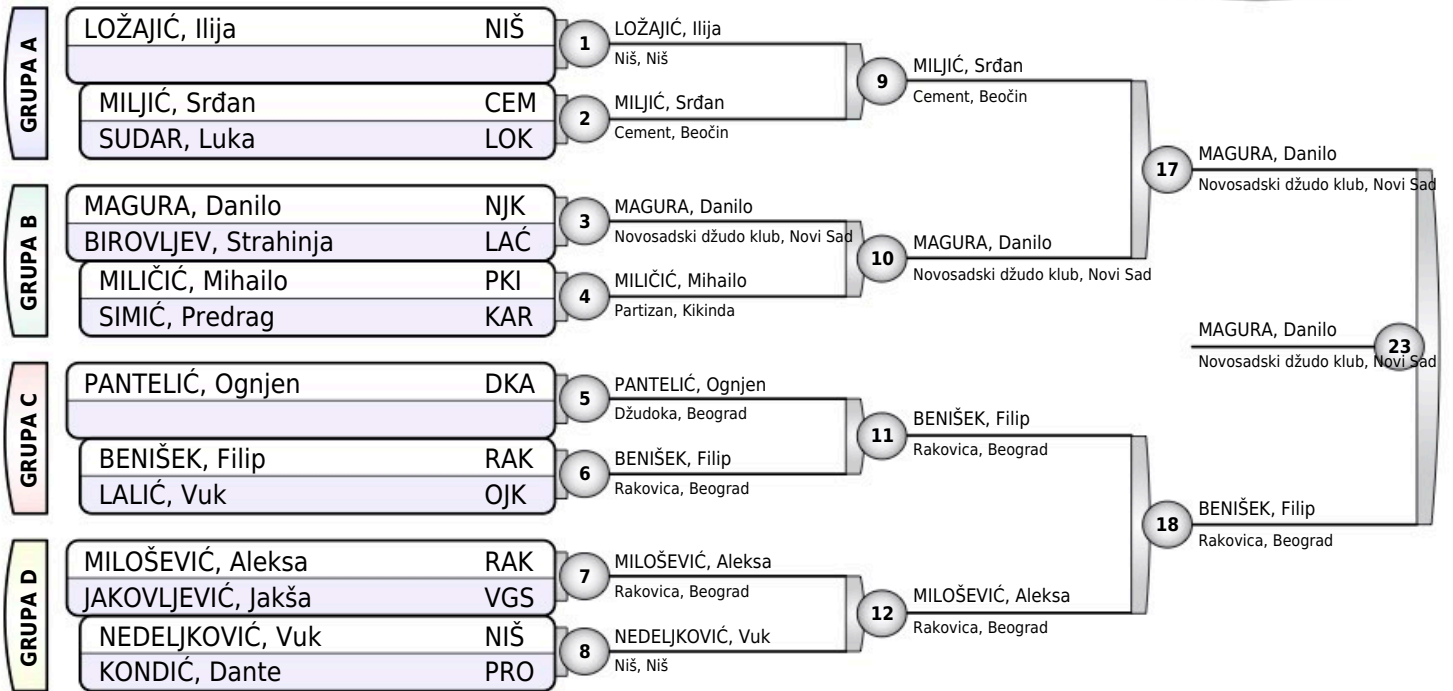 GRUPA A
LOŽAJIĆ, Ilija NIŠ
MILJIĆ, Srđan CEM
SUDAR, Luka LOK
GRUPA B
MAGURA, Danilo NJK
BIROVLJEV, Strahinja LAĆ
MILIČIĆ, Mihailo PKI
SIMIĆ, Predrag KAR
GRUPA C
PANTELIĆ, Ognjen DKA
BENIŠEK, Filip RAK
LALIĆ, Vuk OJK
GRUPA D
MILOŠEVIĆ, Aleksa RAK
JAKOVLJEVIĆ, Jakša VGS
NEDELJKOVIĆ, Vuk NIŠ
KONDIĆ, Dante PRO
1
LOŽAJIĆ, Ilija
Niš, Niš
2
MILJIĆ, Srđan
Cement, Beočin
3
MAGURA, Danilo
Novosadski džudo klub, Novi Sad
4
MILIČIĆ, Mihailo
Partizan, Kikinda
5
PANTELIĆ, Ognjen
Džudoka, Beograd
6
BENIŠEK, Filip
Rakovica, Beograd
7
MILOŠEVIĆ, Aleksa
Rakovica, Beograd
8
NEDELJKOVIĆ, Vuk
Niš, Niš
9
MILJIĆ, Srđan
Cement, Beočin
10
MAGURA, Danilo
Novosadski džudo klub, Novi Sad
11
BENIŠEK, Filip
Rakovica, Beograd
12
MILOŠEVIĆ, Aleksa
Rakovica, Beograd
17
MAGURA, Danilo
Novosadski džudo klub, Novi Sad
18
BENIŠEK, Filip
Rakovica, Beograd
MAGURA, Danilo
23
Novosadski džudo klub, Novi Sad